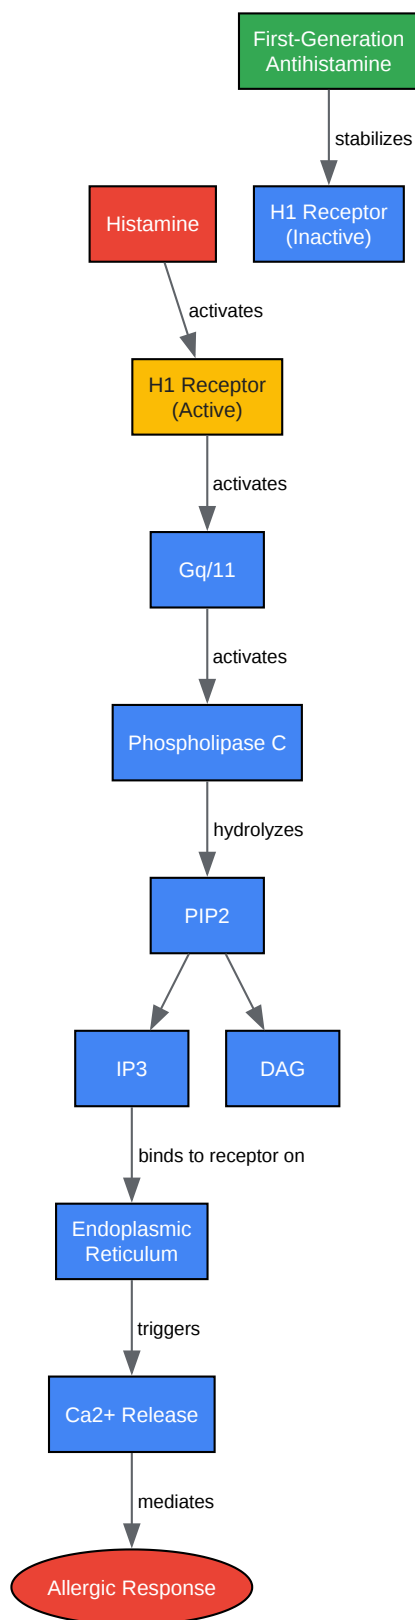 First-Generation
Antihistamine
stabilizes
Histamine
H1 Receptor
(Inactive)
activates
H1 Receptor
(Active)
activates
Gq/11
activates
Phospholipase C
hydrolyzes
PIP2
IP3
DAG
binds to receptor on
Endoplasmic
Reticulum
triggers
Ca2+ Release
mediates
Allergic Response